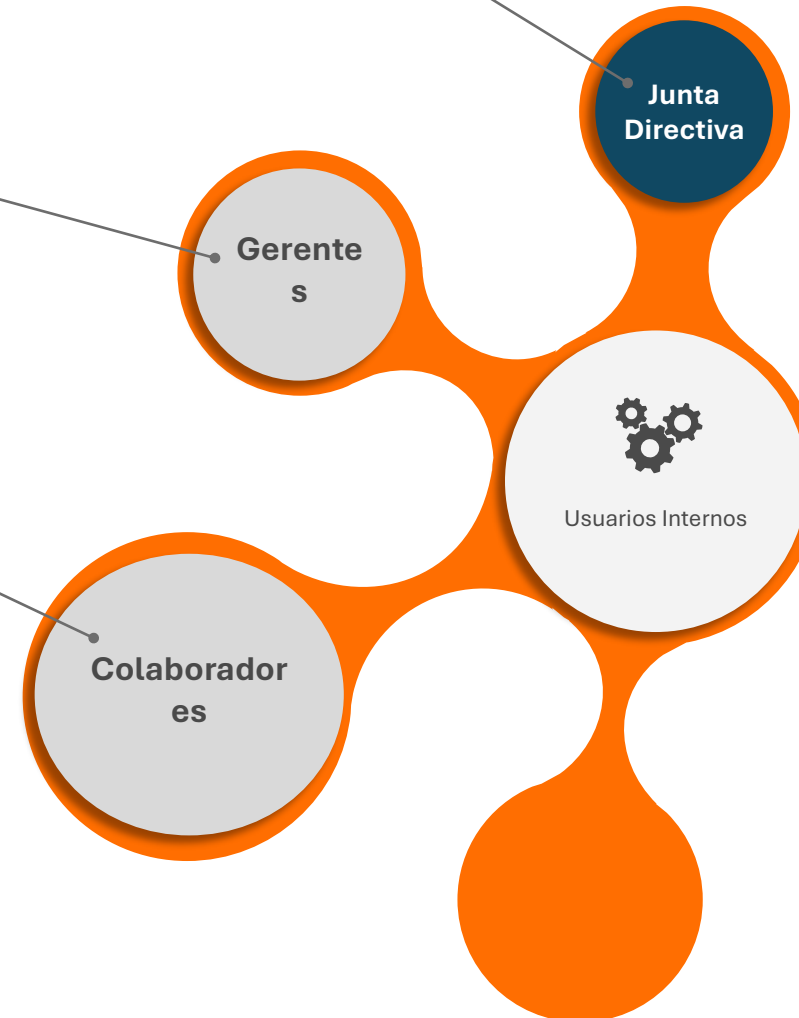 Junta
Directiva
Gerente
s
Usuarios Internos
Colaborador
es